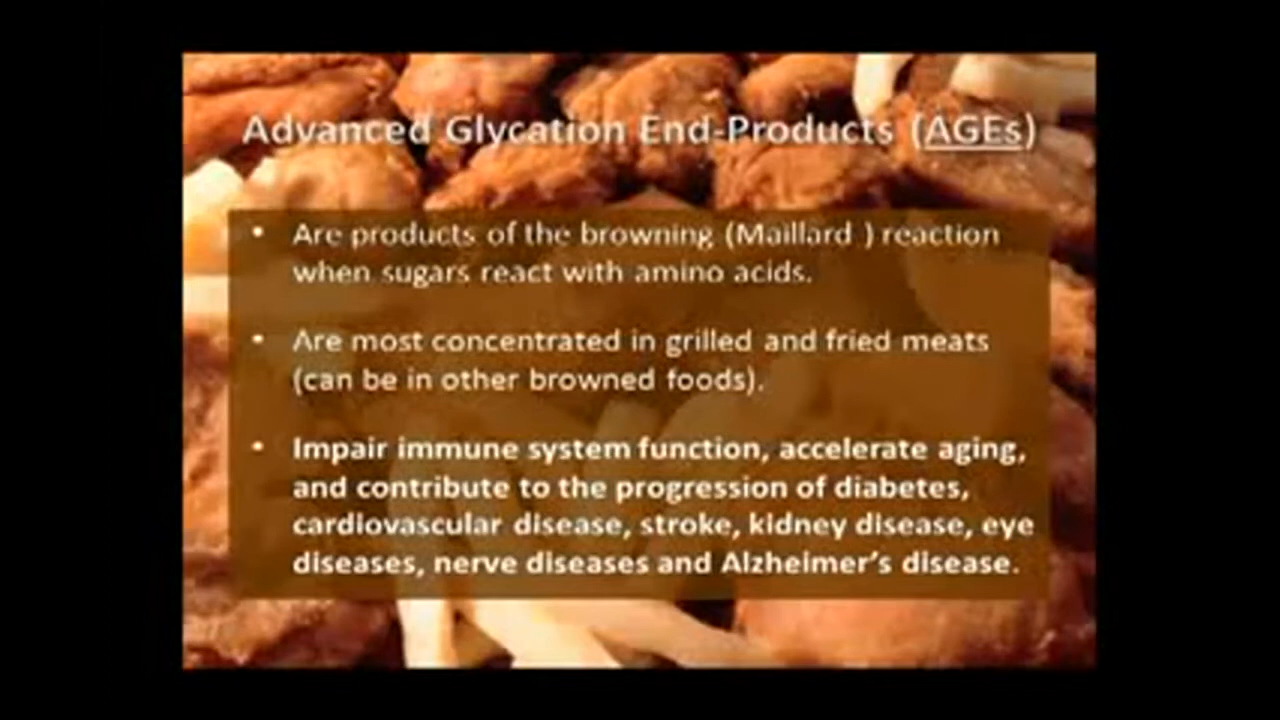 Advanced Glycation End-Products (AGEs)
• Are products of the browning (Maillard ) reaction
when sugars react with amino acids.
• Are most concentrated in grilled and fried meats
(can be in other browned foods).
• Impair immune system function, accelerate aging,
and contribute to the progression of diabetes,
cardiovascular disease, stroke, kidney disease, eye
diseases, nerve diseases and Alzheimer's disease.